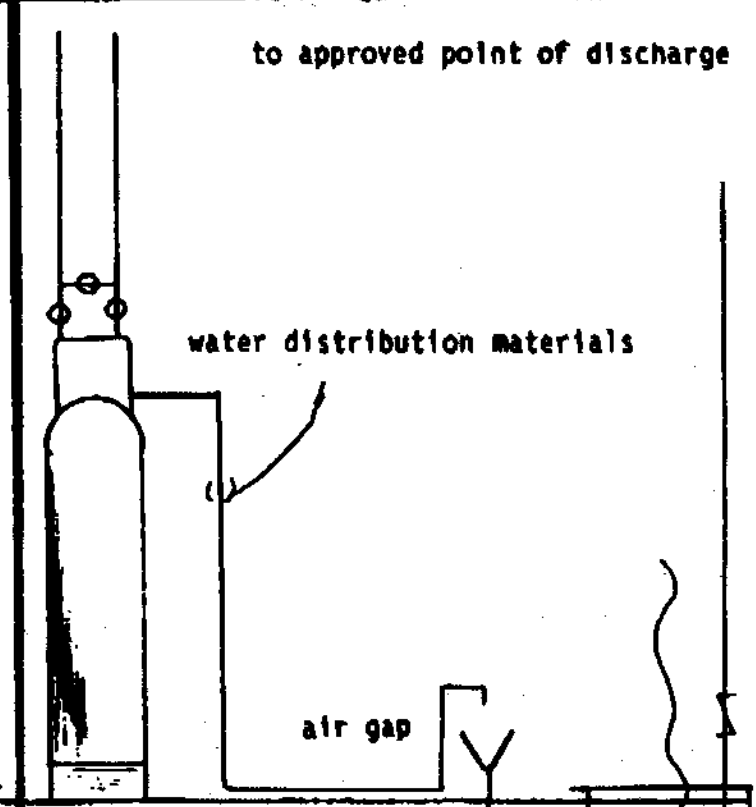 to approved point of discharge
water distribution materials
air gap